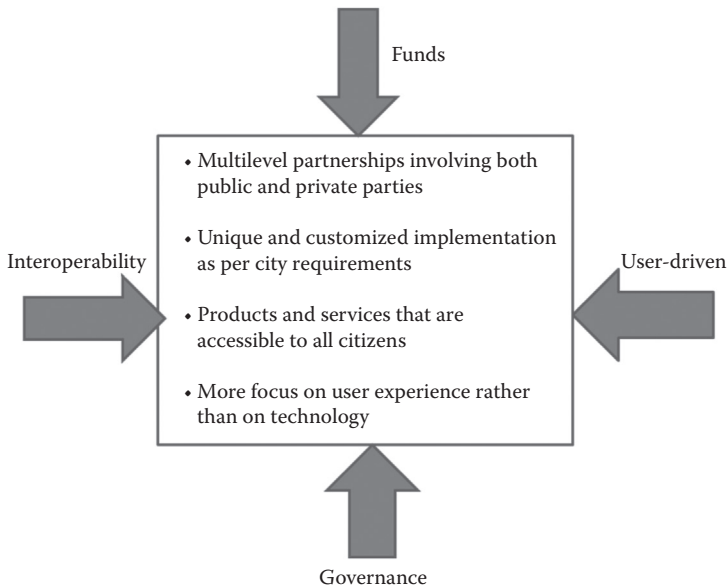 Funds
• Multilevel partnerships involving both
public and private parties
• Unique and customized implementation
as per city requirements
Interoperability
User-driven
• Products and services that are
accessible to all citizens
• More focus on user experience rather
than on technology
Governance